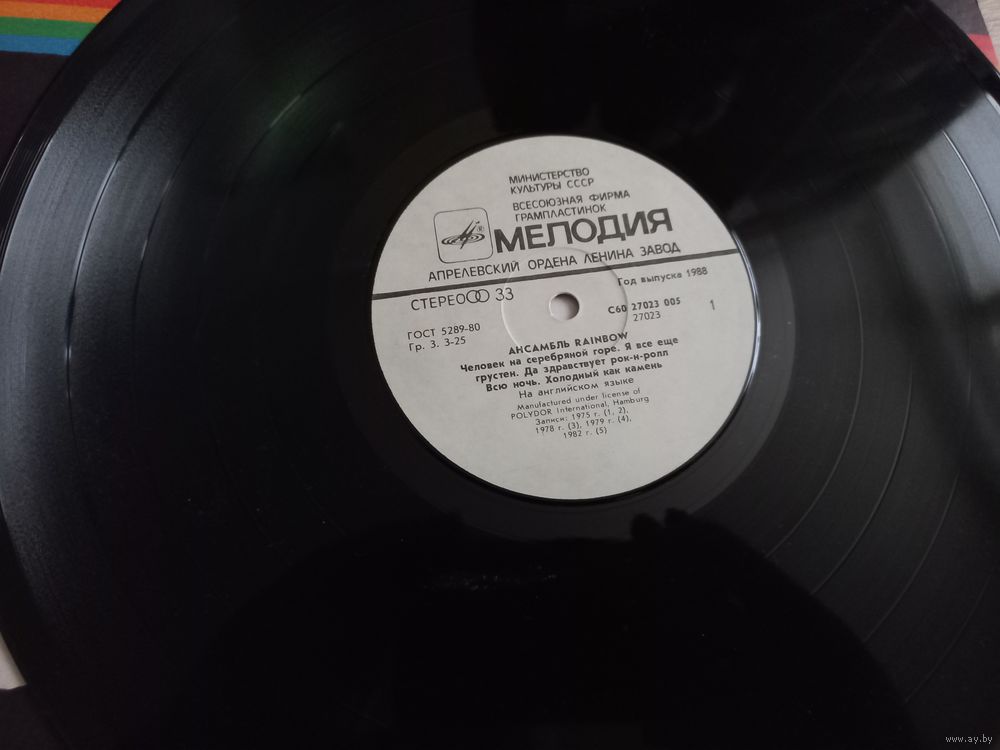 МИНИСТЕРСТВО
КУЛЬТУРЫ СССР
ВСЕСОЮЗНАЯ ФИРМА
ГРАМПЛАСТИНОК
МЕЛОДИЯ
АПРЕЛЕВСКИЙ ОРДЕНА ЛЕНИНА ЗАВОД
СТЕРЕО 33
Год выпуска 1988
ГОСТ 5289-80
Гр. 3. 3-25
С60 27023 005
27023
1
АНСАМБЛЬ RAINBOW
Человек на серебряной горе. Я все еще
грустен. Да здравствует рок-н-ролл
Всю ночь. Холодный как камень
На английском языке
Manufactured under license of
POLYDOR International, Hamburg
Записи: 1975 г. (1, 2),
1978 г. (3), 1979 г. (4),
1982 г. (5)
www.ay.by